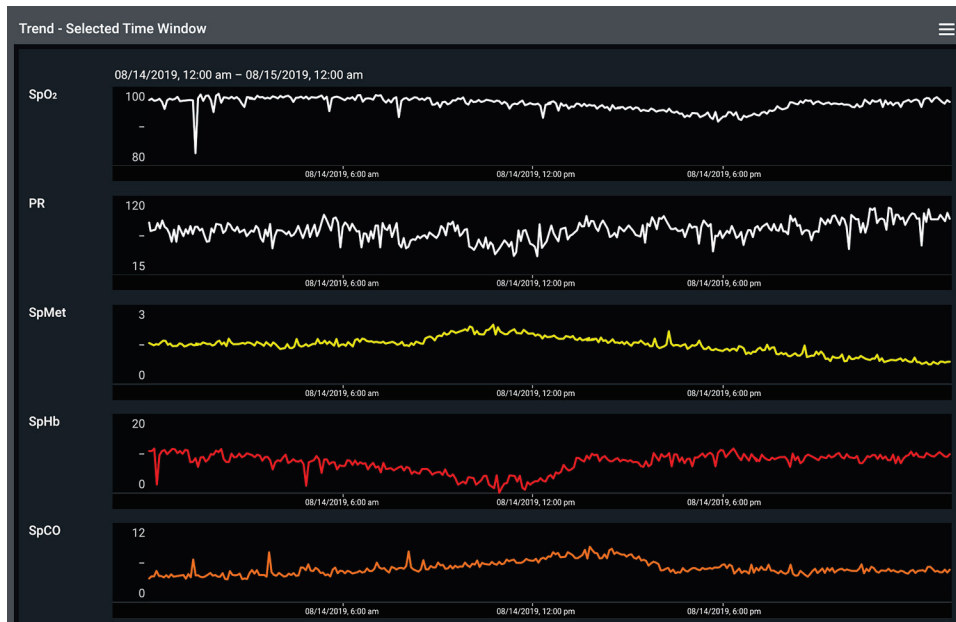 Trend - Selected Time Window
08/14/2019, 12:00 am – 08/15/2019, 12:00 am
SpO₂
100
–
80
08/14/2019, 6:00 am 08/14/2019, 12:00 pm 08/14/2019, 6:00 pm
PR
120
–
15
08/14/2019, 6:00 am 08/14/2019, 12:00 pm 08/14/2019, 6:00 pm
SpMet
3
–
0
08/14/2019, 6:00 am 08/14/2019, 12:00 pm 08/14/2019, 6:00 pm
SpHb
20
–
0
08/14/2019, 6:00 am 08/14/2019, 12:00 pm 08/14/2019, 6:00 pm
SpCO
12
–
0
08/14/2019, 6:00 am 08/14/2019, 12:00 pm 08/14/2019, 6:00 pm